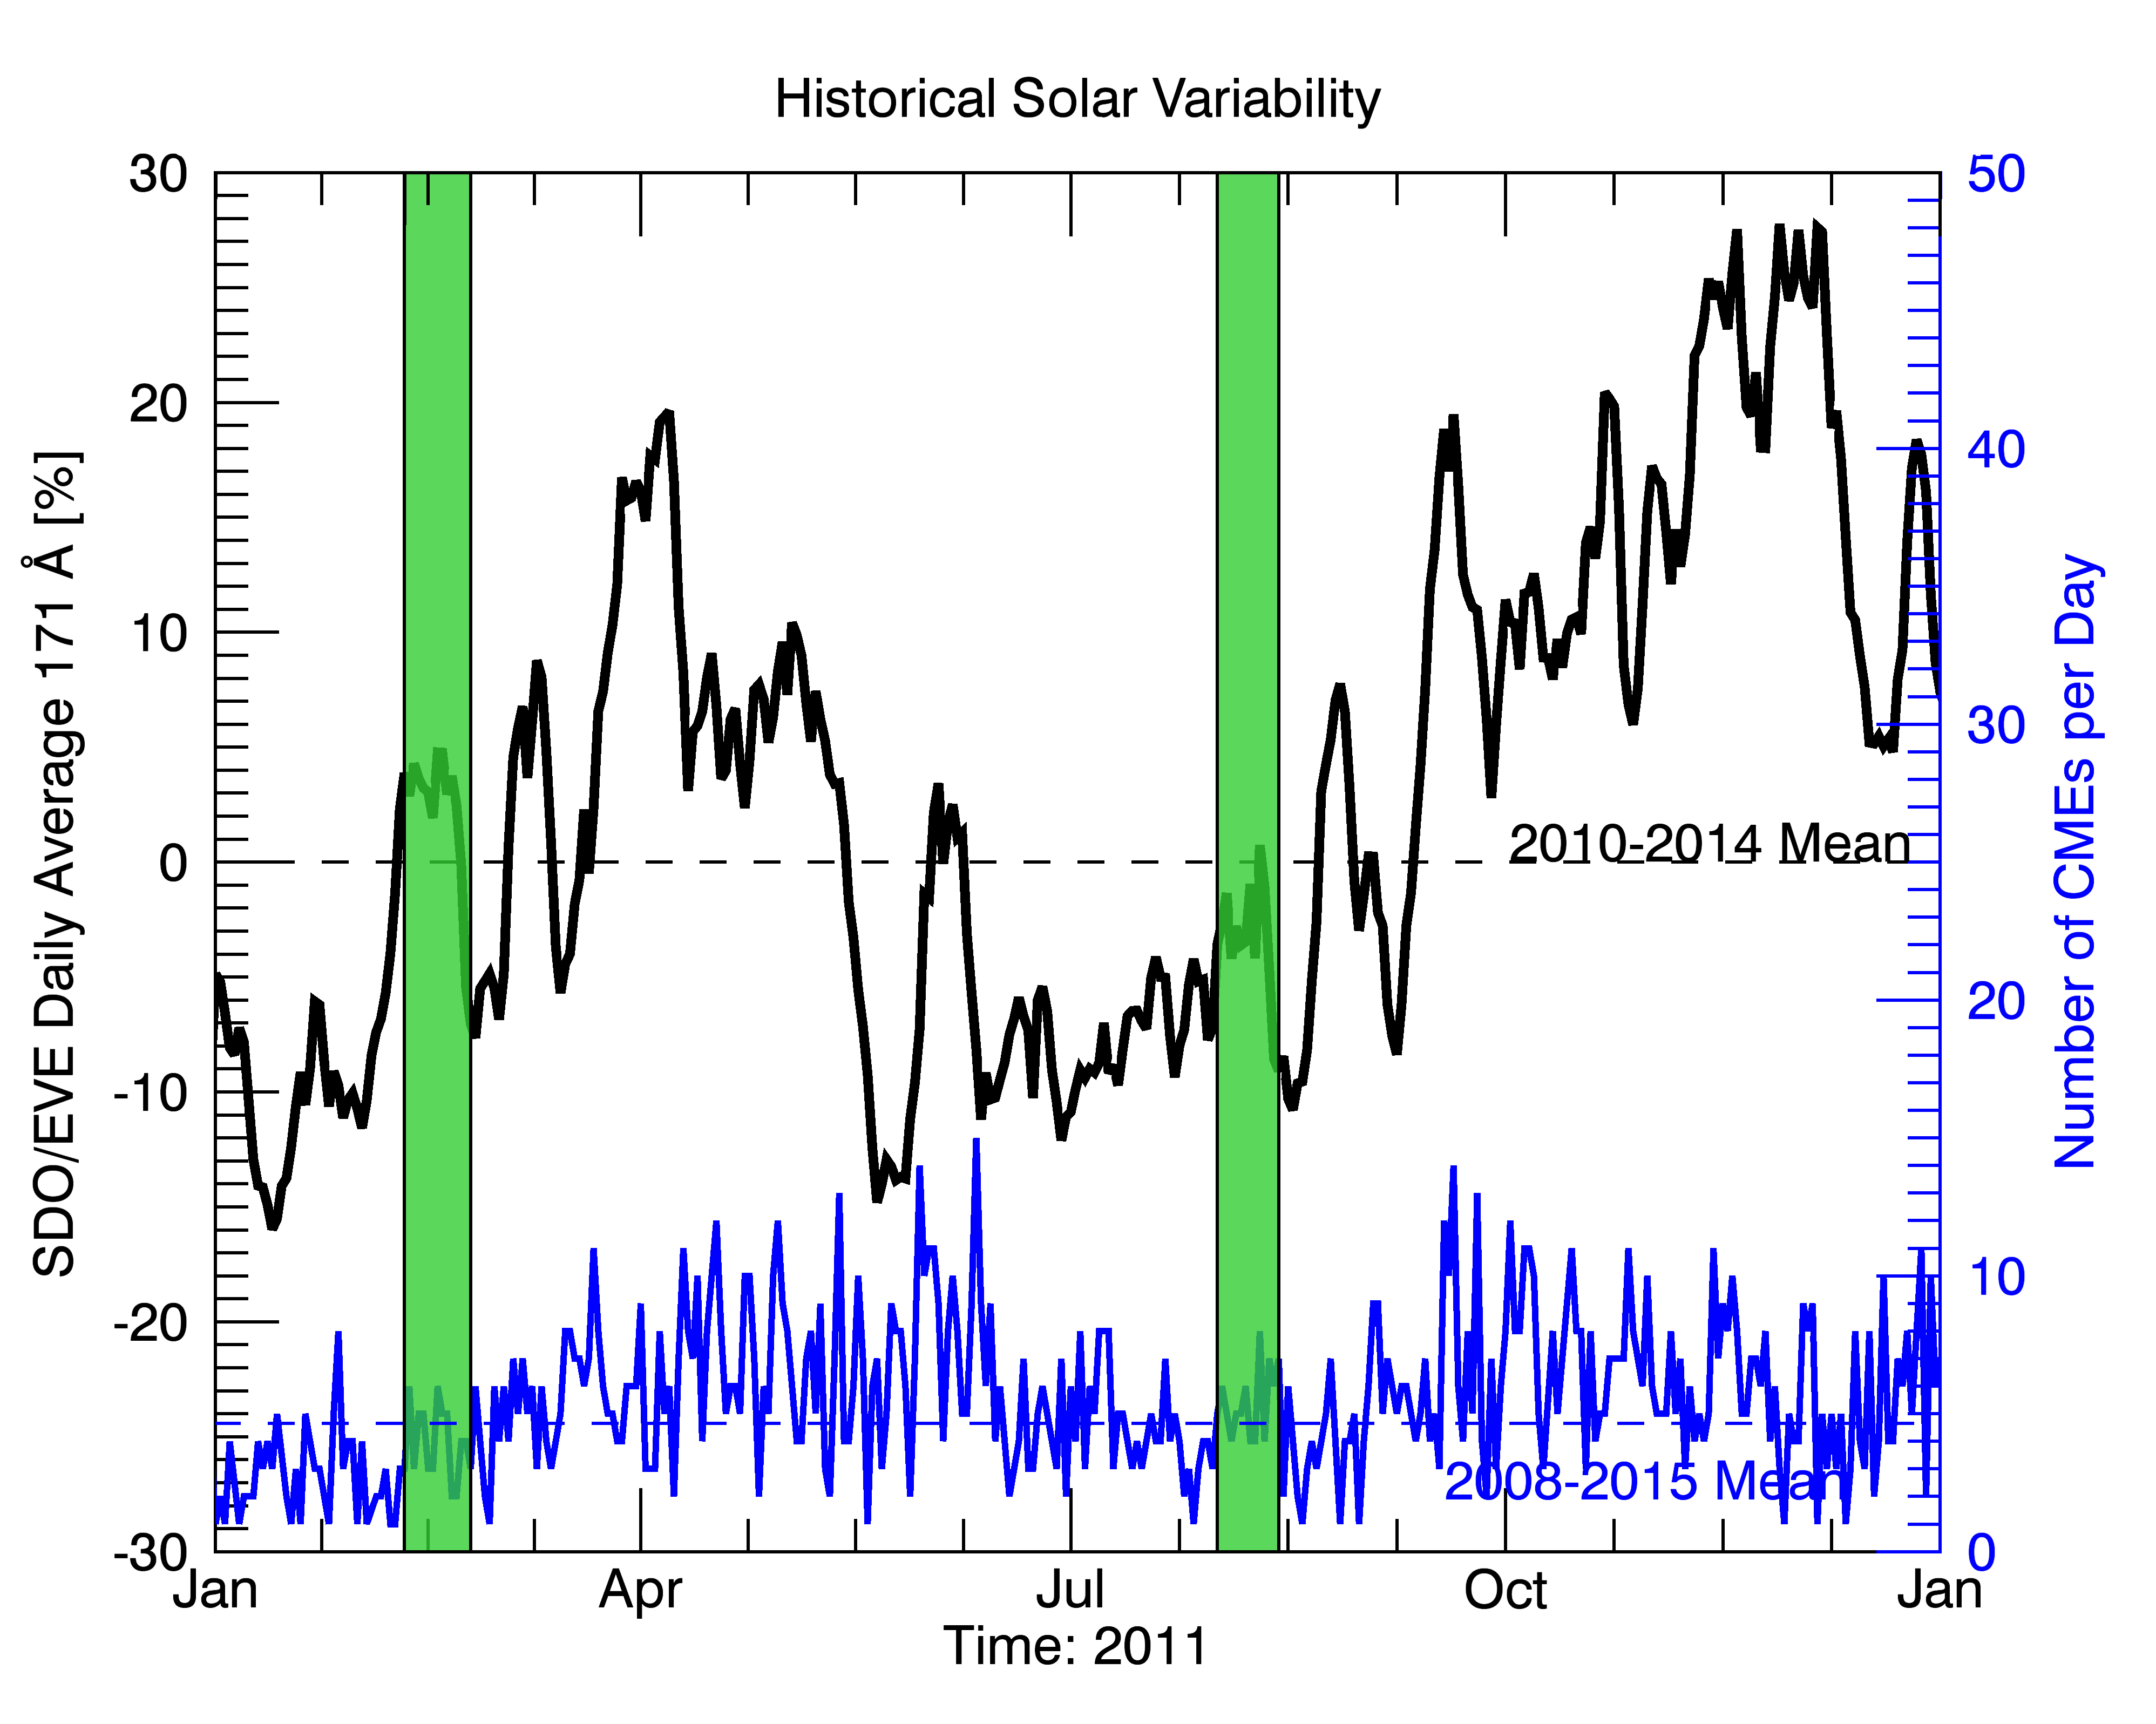 Historical Solar Variability
SDO/EVE Daily Average 171 Å [%]
30
20
10
0
-10
-20
-30
50
40
30
20
10
0
Number of CMEs per Day
2010-2014 Mean
2008-2015 Mean
Jan
Apr
Jul
Oct
Jan
Time: 2011